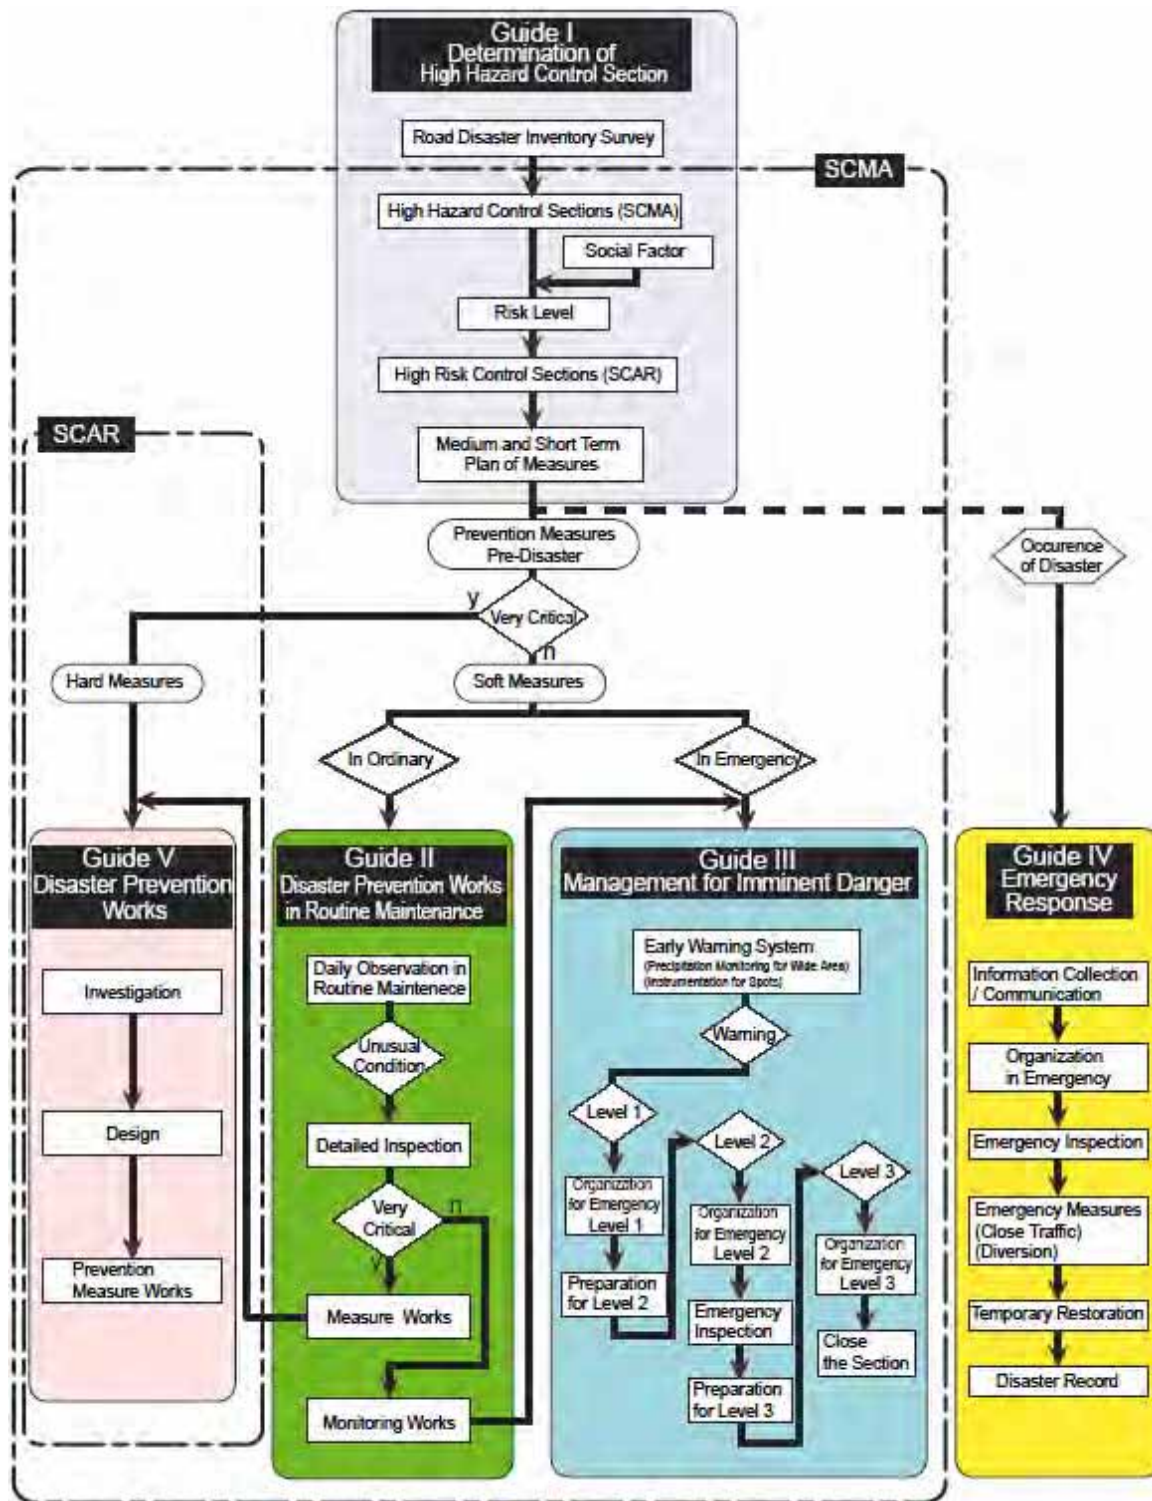 Guide I
Determination of
High Hazard Control Section
Road Disaster Inventory Survey
SCMA
High Hazard Control Sections (SCMA)
Social Factor
Risk Level
High Risk Control Sections (SCAR)
SCAR
Medium and Short Term
Plan of Measures
Prevention Measures
Pre-Disaster
Occurence
of Disaster
y
Very Critical
n
Hard Measures
Soft Measures
In Ordinary
In Emergency
Guide V
Disaster Prevention
Works
Investigation
Design
Prevention
Measure Works
Guide II
Disaster Prevention Works
in Routine Maintenance
Daily Observation in
Routine Maintenece
Unusual
Condition
Detailed Inspection
Very
Critical
n
y
Measure Works
Monitoring Works
Guide III
Management for Imminent Danger
Early Warning System
(Precipitation Monitoring for Wide Area)
(Instrumentation for Spots)
Warning
Level 1
Organization
for Emergency
Level 1
Preparation
for Level 2
Level 2
Organization
for Emergency
Level 2
Emergency
Inspection
Preparation
for Level 3
Level 3
Organization
for Emergency
Level 3
Close
the Section
Guide IV
Emergency
Response
Information Collection
/ Communication
Organization
in Emergency
Emergency Inspection
Emergency Measures
(Close Traffic)
(Diversion)
Temporary Restoration
Disaster Record